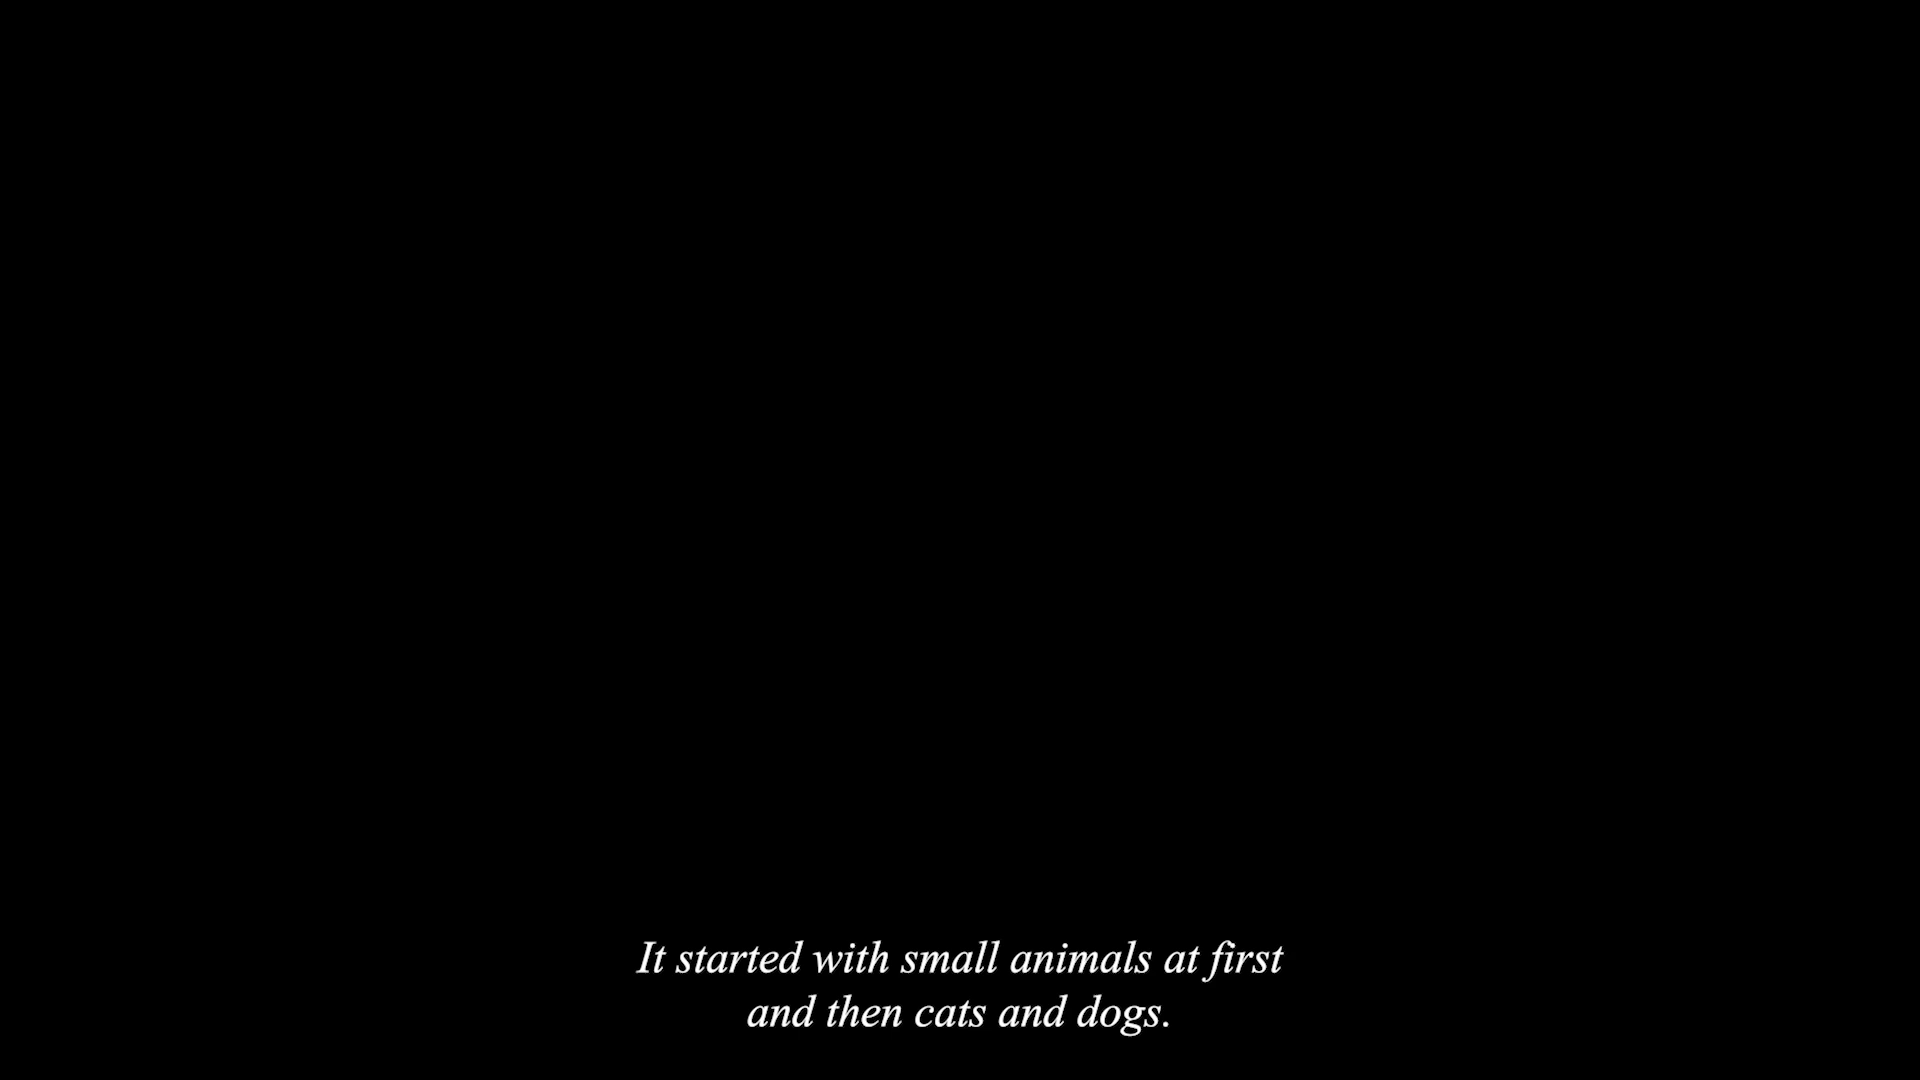 It started with small animals at first
and then cats and dogs.